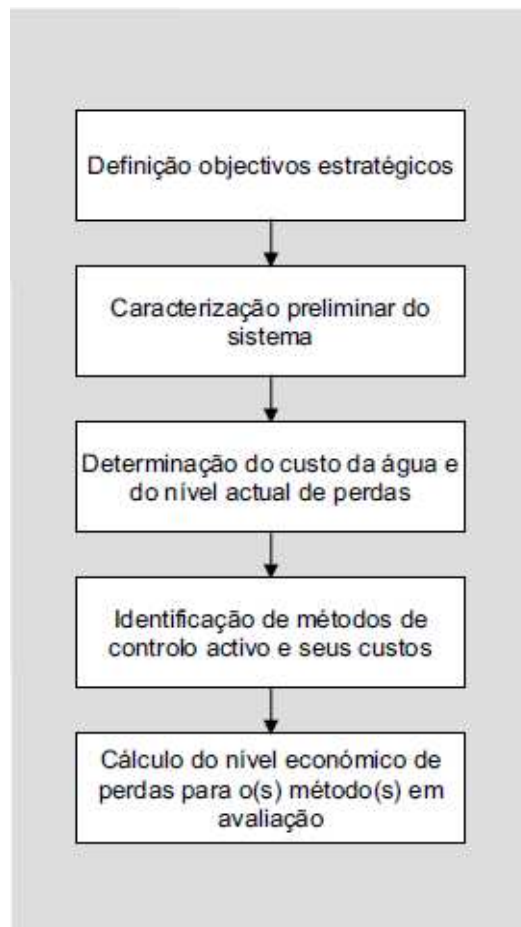 Definição objectivos estratégicos
Caracterização preliminar do
sistema
Determinação do custo da água e
do nível actual de perdas
Identificação de métodos de
controlo activo e seus custos
Cálculo do nível económico de
perdas para o(s) método(s) em
avaliação